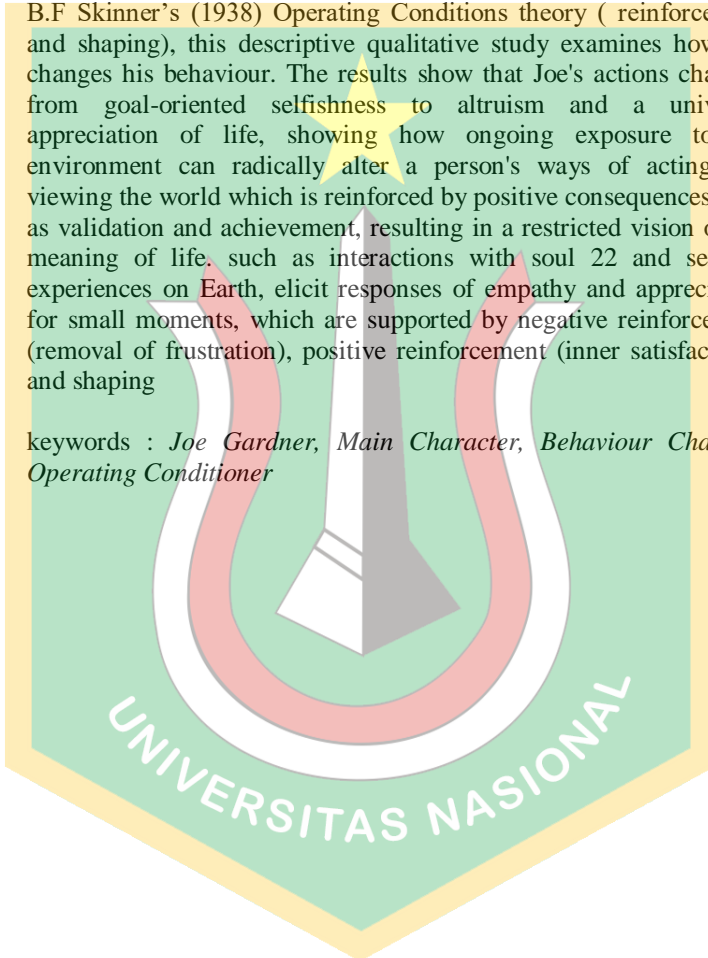 B.F Skinner’s (1938) Operating Conditions theory ( reinforce
and shaping), this descriptive qualitative study examines how
changes his behaviour. The results show that Joe's actions cha
from goal-oriented selfishness to altruism and a univ
appreciation of life, showing how ongoing exposure to
environment can radically alter a person's ways of acting
viewing the world which is reinforced by positive consequences
as validation and achievement, resulting in a restricted vision o
meaning of life. such as interactions with soul 22 and se
experiences on Earth, elicit responses of empathy and appreci
for small moments, which are supported by negative reinforce
(removal of frustration), positive reinforcement (inner satisfac
and shaping
keywords : Joe Gardner, Main Character, Behaviour Cha
Operating Conditioner
UNIVERSITAS NASIONAL